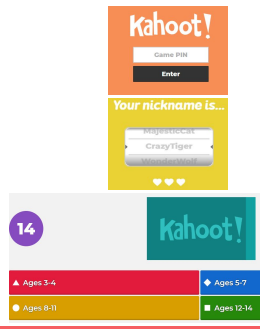 Kahoot!
Game PIN
Enter
Your nickname is...
MajesticCat
CrazyTiger
WonderWolf
14
Kahoot!
Ages 3-4
Ages 5-7
Ages 8-11
Ages 12-14